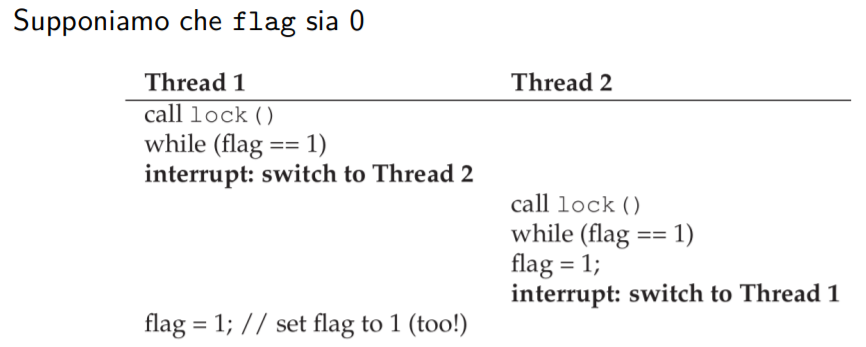 Supponiamo che flag sia 0
Thread 1 Thread 2
call lock ()
while (flag == 1)
interrupt: switch to Thread 2
call lock ()
while (flag == 1)
flag = 1;
interrupt: switch to Thread 1
flag = 1; // set flag to 1 (too!)